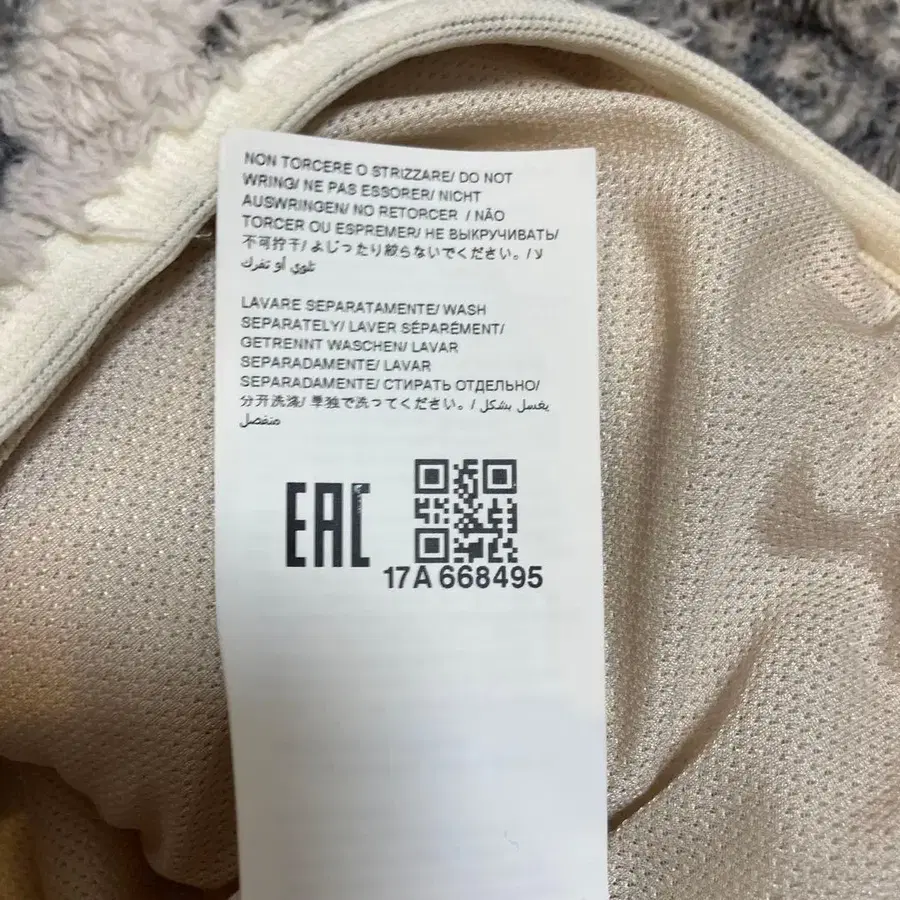 NON TORCERE O STRIZZARE/ DO NOT
WRING/ NE PAS ESSORER/ NICHT
AUSWRINGEN/ NO RETORCER / NÃO
TORCER OU ESPREMER/ НЕ ВЫКРУЧИВАТЬ/
不可拧干/ よじったり絞らないでください。/ لا
تلوي أو تفرك
LAVARE SEPARATAMENTE/ WASH
SEPARATELY/ LAVER SÉPARÉMENT/
GETRENNT WASCHEN/ LAVAR
SEPARADAMENTE/ LAVAR
SEPARADAMENTE/ СТИРАТЬ ОТДЕЛЬНО/
分开洗涤/ 単独で洗ってください。/ يغسل بشكل
منفصل
EAC
17A 668495